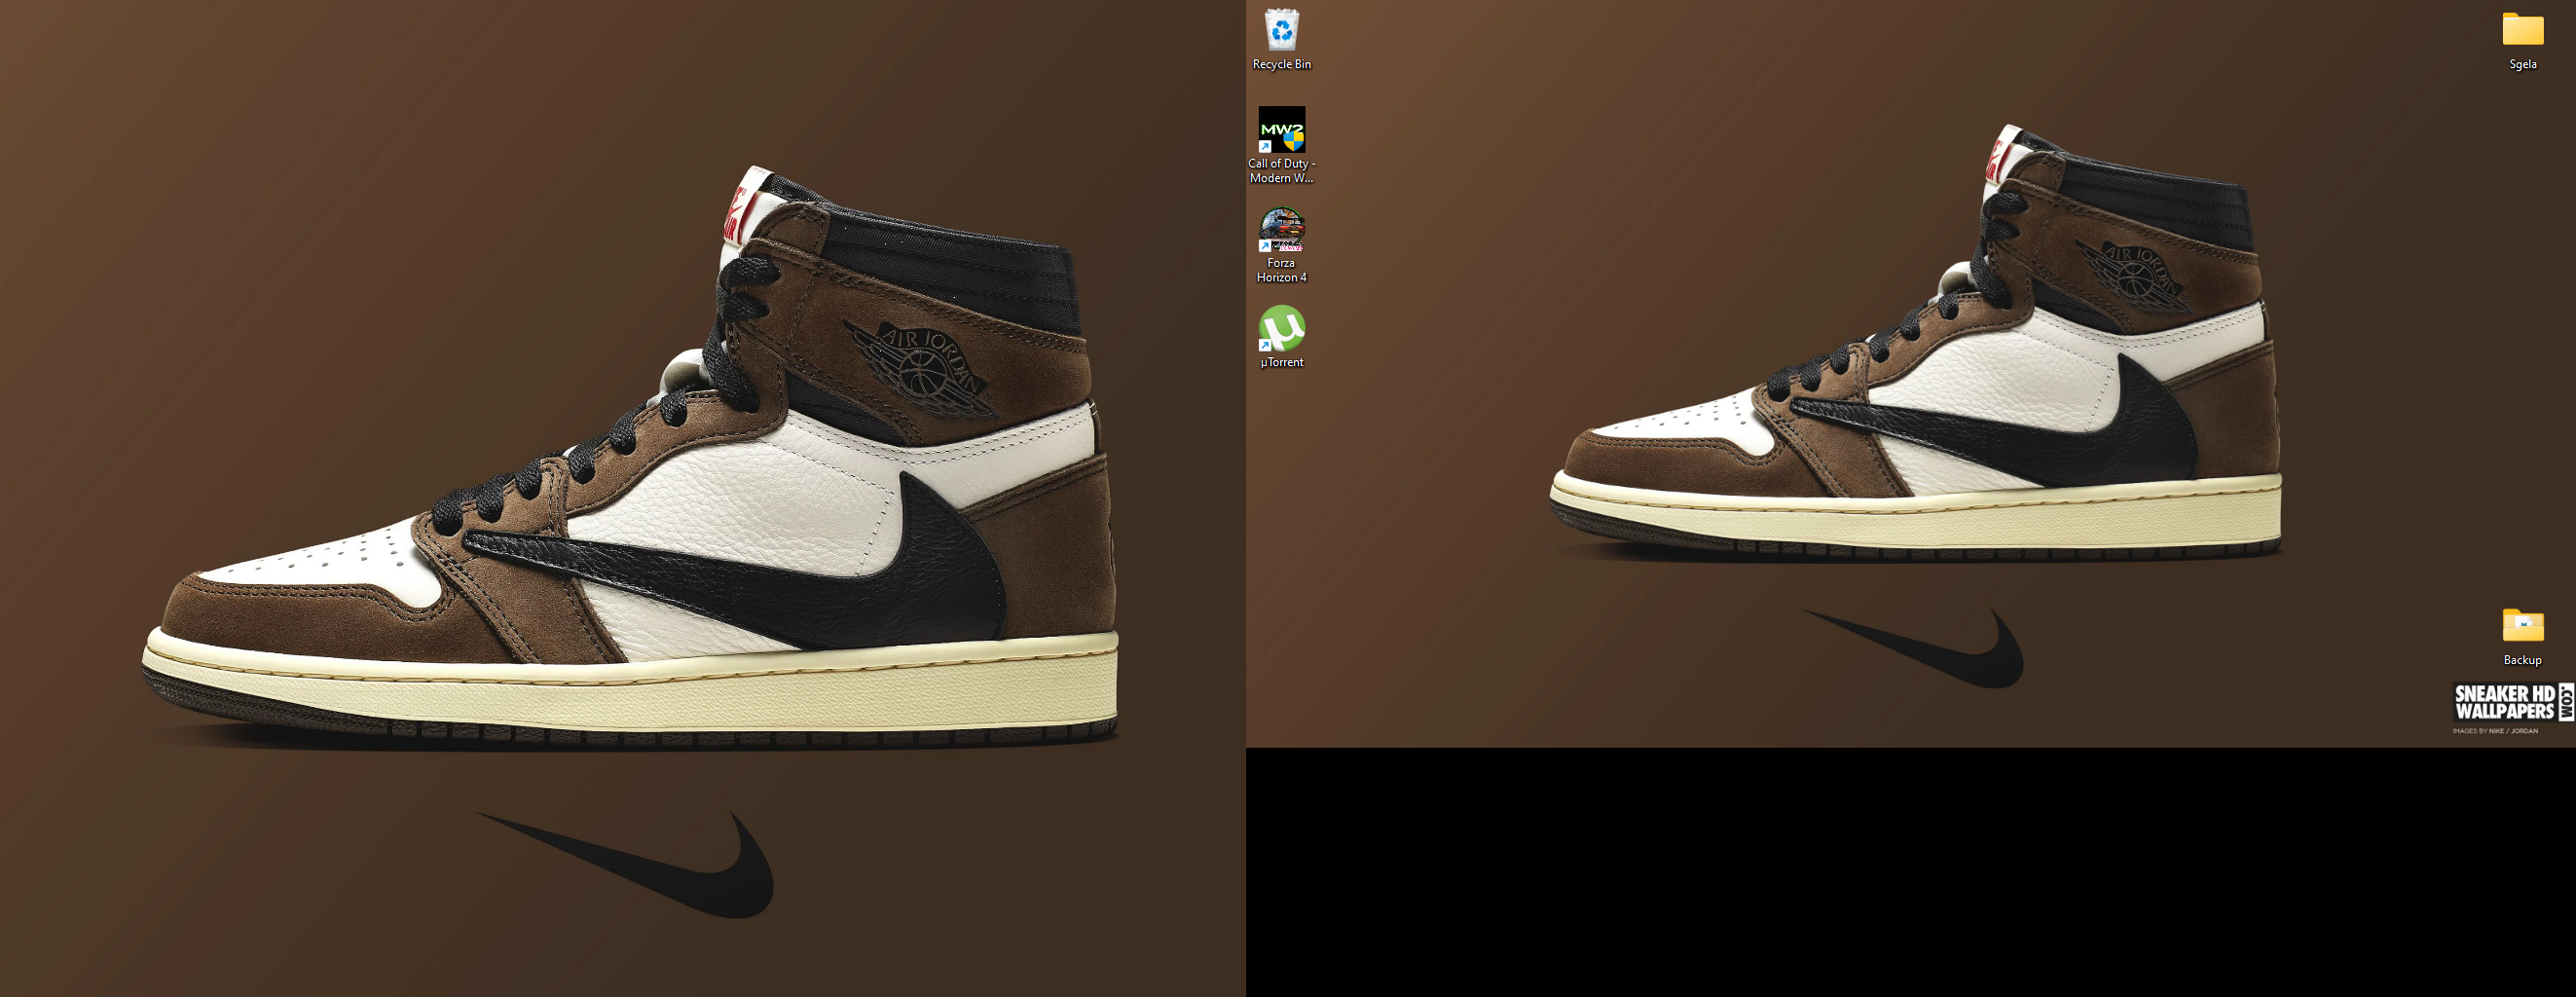 AIR JORDAN
Recycle Bin
MW2
Call of Duty -
Modern W...
Forza
Horizon 4
µTorrent
Sgela
AIR JORDAN
Backup
SNEAKER HD
WALLPAPERS
.COM
IMAGES BY NIKE / JORDAN